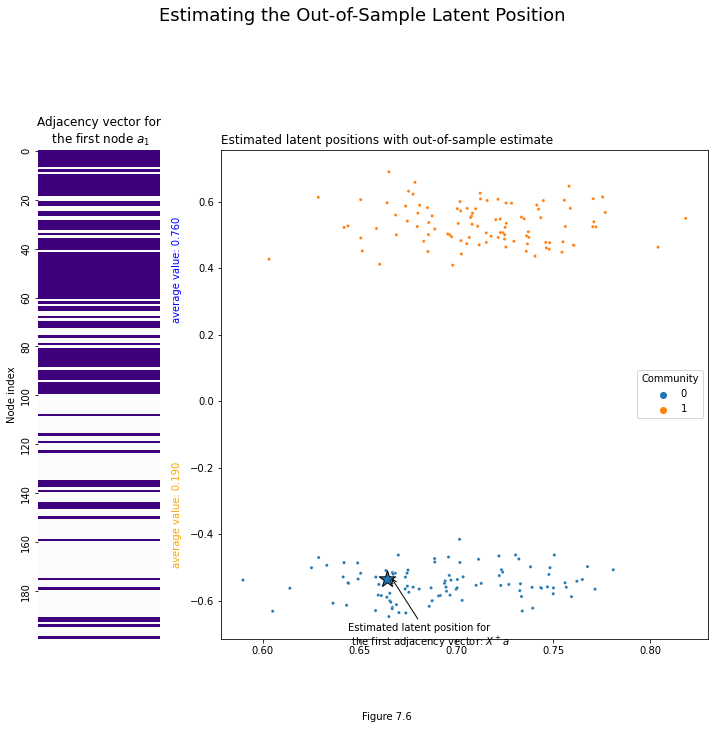 Estimating the Out-of-Sample Latent Position
Adjacency vector for
the first node a₁
Estimated latent positions with out-of-sample estimate
Node index
0
20
40
60
80
100
120
140
160
180
average value: 0.760
average value: 0.190
0.6
0.4
0.2
0.0
−0.2
−0.4
−0.6
Community
0
1
Estimated latent position for
the first adjacency vector: X⁺a
0.60
0.65
0.70
0.75
0.80
Figure 7.6